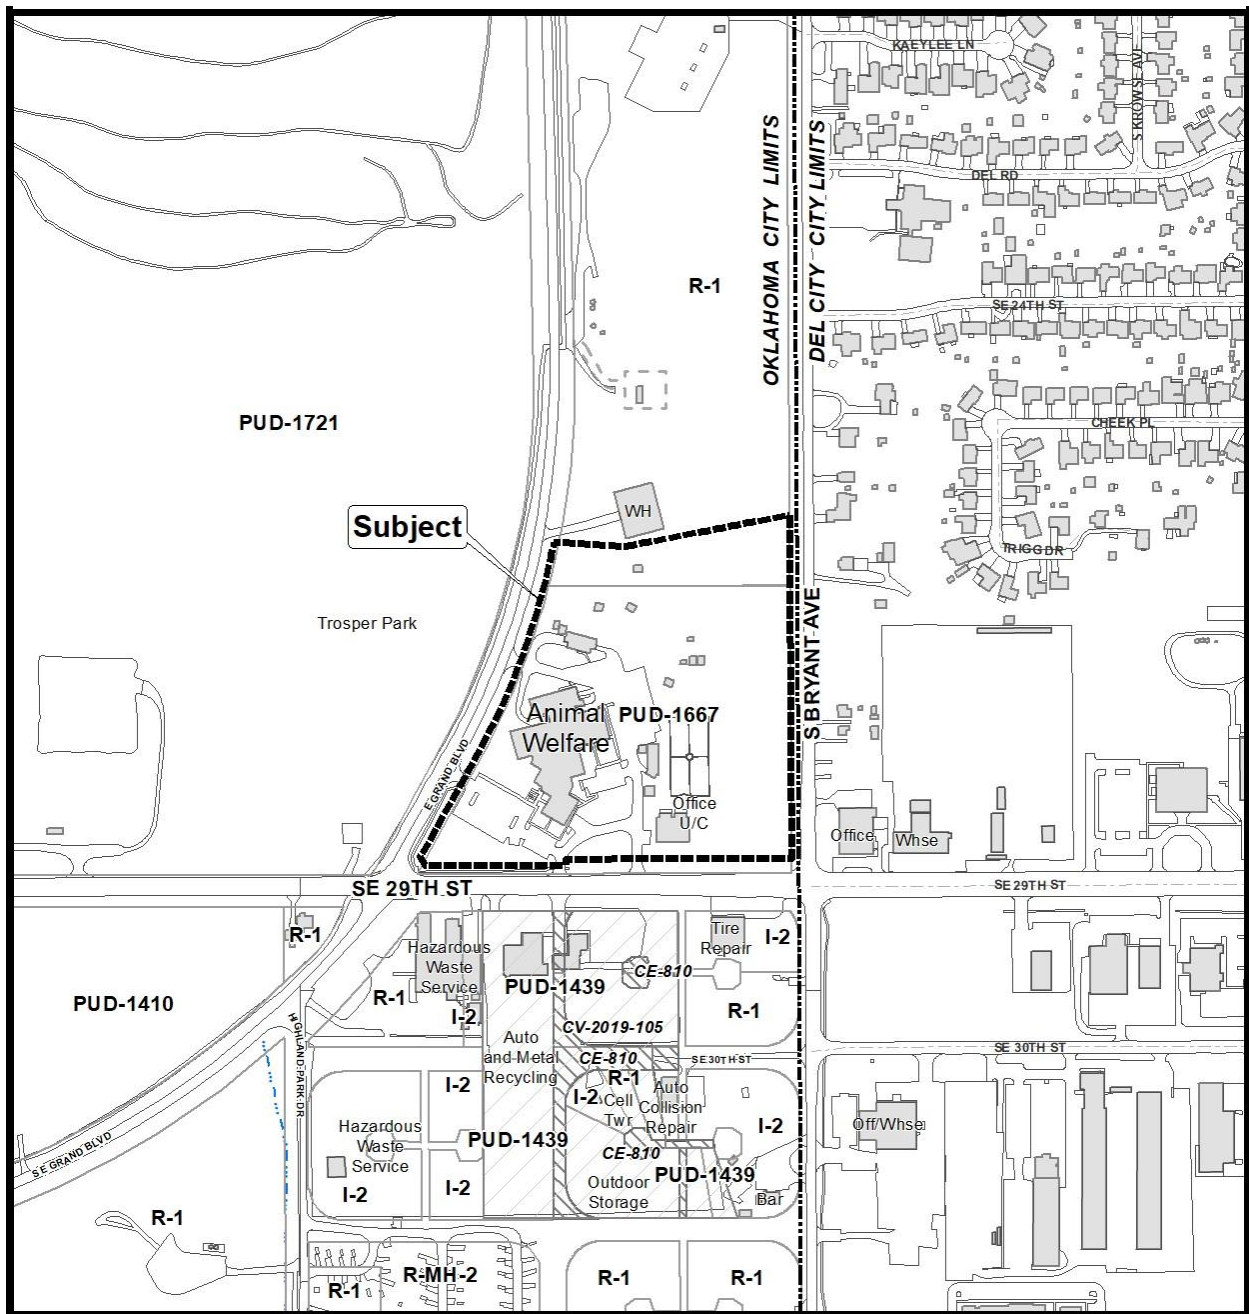 KAEYLEE LN
S KROWSE AVE
OKLAHOMA CITY LIMITS
DEL CITY CITY LIMITS
DEL RD
R-1
SE 24TH ST
PUD-1721
CHEEK PL
WH
Subject
TRIGG DR
Trosper Park
S BRYANT AVE
Animal
Welfare
PUD-1667
E GRAND BLVD
Office
U/C
Office
Whse
SE 29TH ST
SE 29TH ST
R-1
Hazardous
Waste
Service
Tire
Repair
I-2
CE-810
PUD-1439
R-1
PUD-1410
I-2
R-1
HIGHLAND PARK DR
CV-2019-105
Auto
and Metal
Recycling
CE-810
SE 30TH ST
SE 30TH ST
I-2
R-1
I-2
Cell
Twr
Auto
Collision
Repair
Hazardous
Waste
Service
I-2
Off/Whse
PUD-1439
CE-810
SE GRAND BLVD
PUD-1439
I-2
I-2
Outdoor
Storage
Bar
R-1
R-MH-2
R-1
R-1
R-1